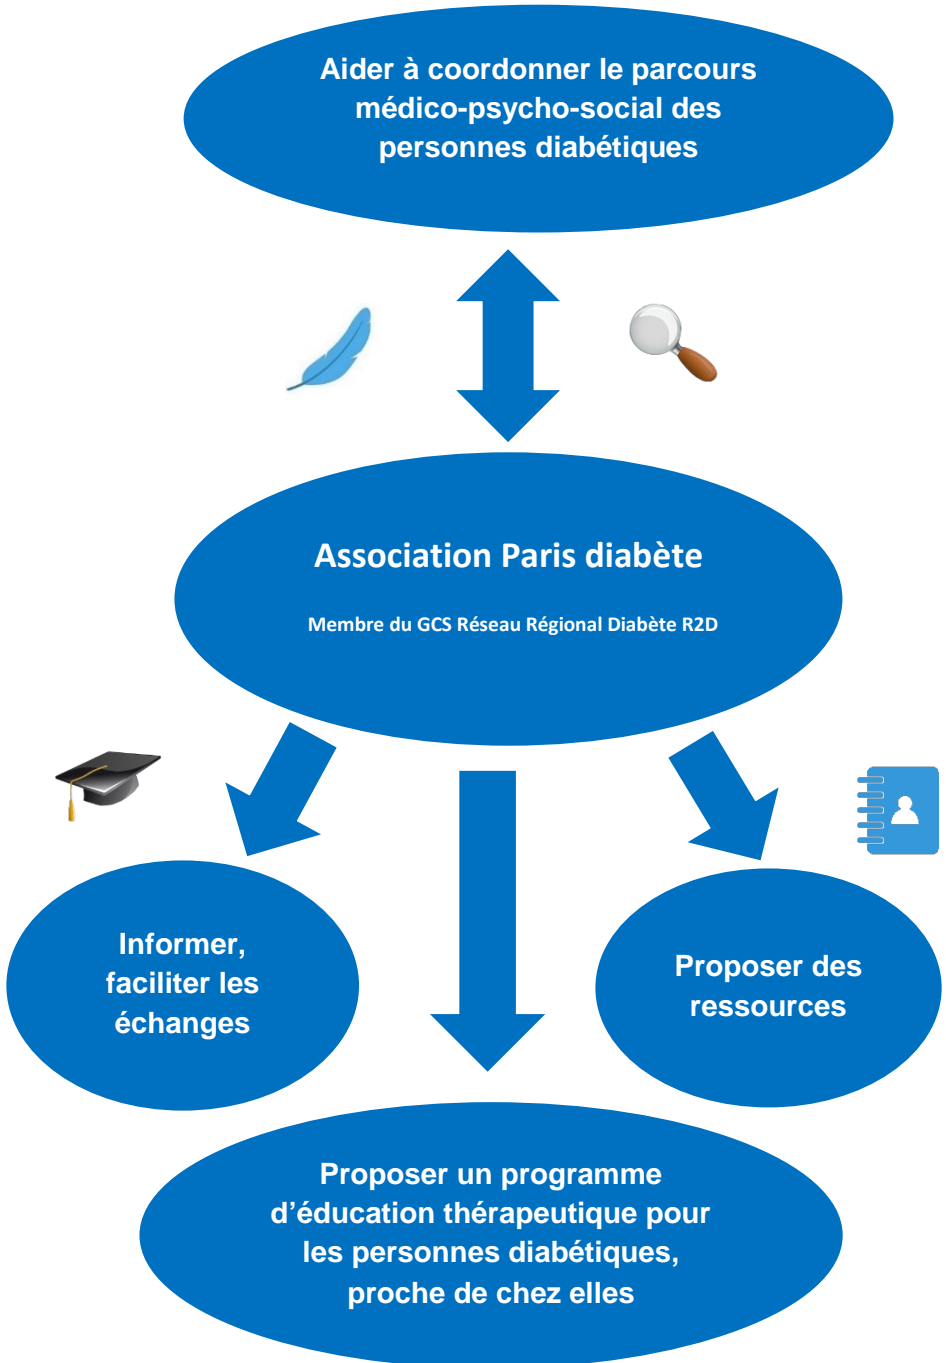 Aider à coordonner le parcours
médico-psycho-social des
personnes diabétiques
Association Paris diabète
Membre du GCS Réseau Régional Diabète R2D
Informer,
faciliter les
échanges
Proposer des
ressources
Proposer un programme
d’éducation thérapeutique pour
les personnes diabétiques,
proche de chez elles